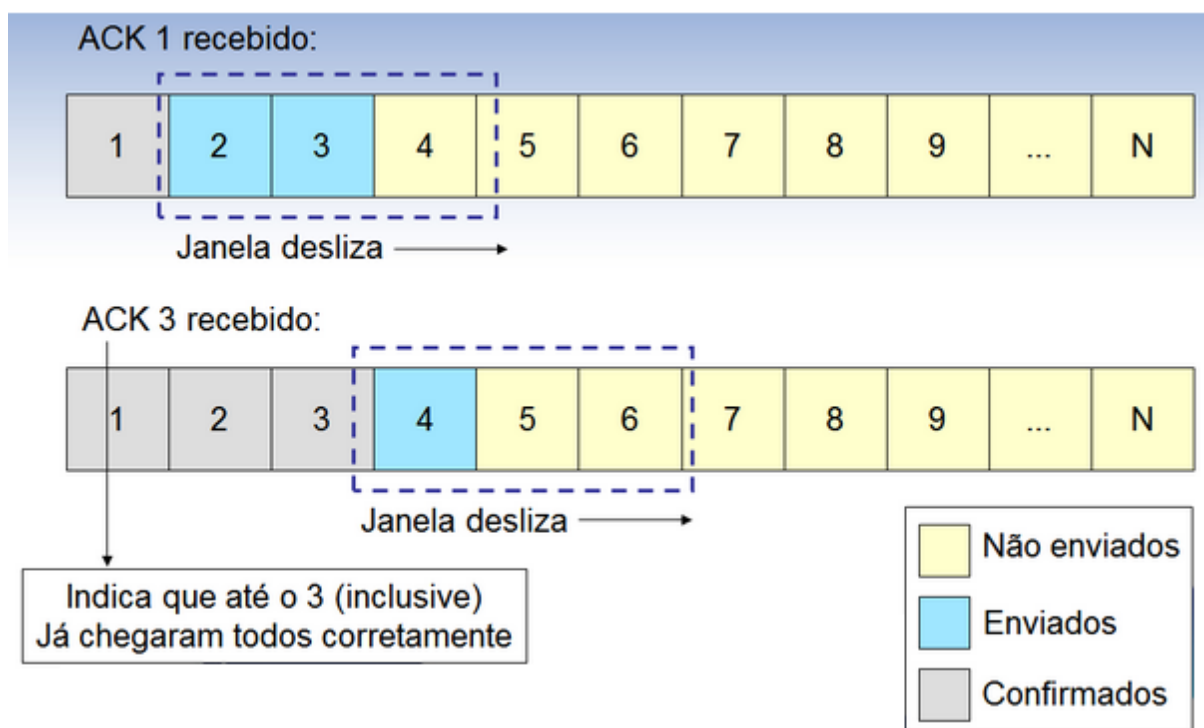 ACK 1 recebido:
1 2 3 4 5 6 7 8 9 ... N
Janela desliza
ACK 3 recebido:
1 2 3 4 5 6 7 8 9 ... N
Janela desliza
Indica que até o 3 (inclusive)
Já chegaram todos corretamente
Não enviados
Enviados
Confirmados